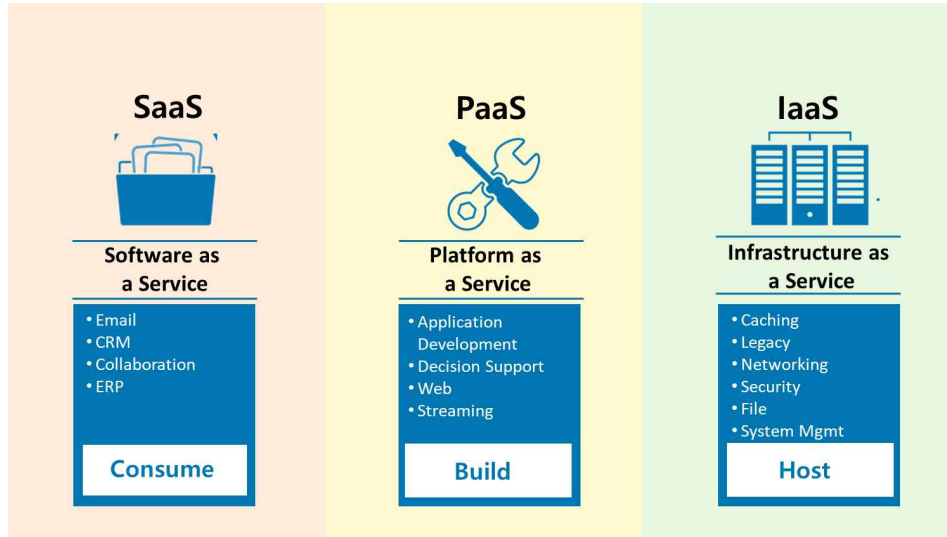 SaaS
Software as
a Service
• Email
• CRM
• Collaboration
• ERP
Consume
PaaS
Platform as
a Service
• Application
Development
• Decision Support
• Web
• Streaming
Build
IaaS
Infrastructure as
a Service
• Caching
• Legacy
• Networking
• Security
• File
• System Mgmt
Host